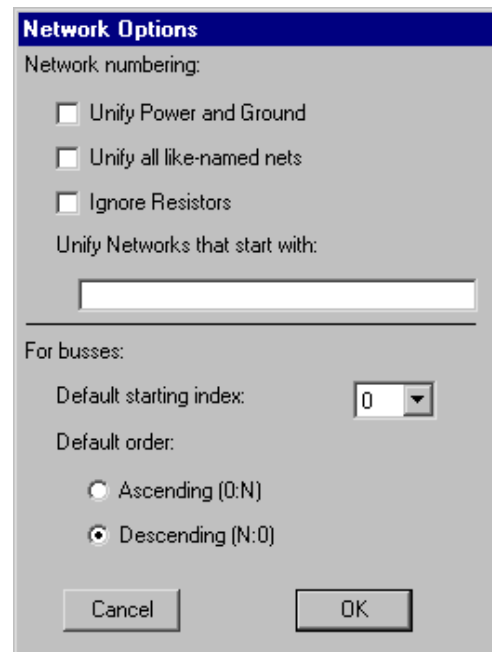 Network Options
Network numbering:
Unify Power and Ground
Unify all like-named nets
Ignore Resistors
Unify Networks that start with:
For busses:
Default starting index: 0
Default order:
Ascending (0:N)
Descending (N:0)
Cancel OK